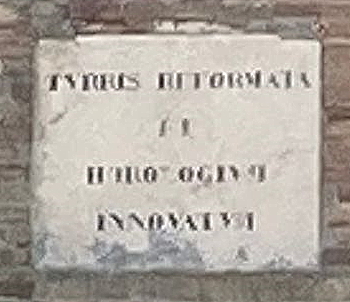 TVRRIS REFORMATA
ET
HOROLOGIVM
INNOVATVM